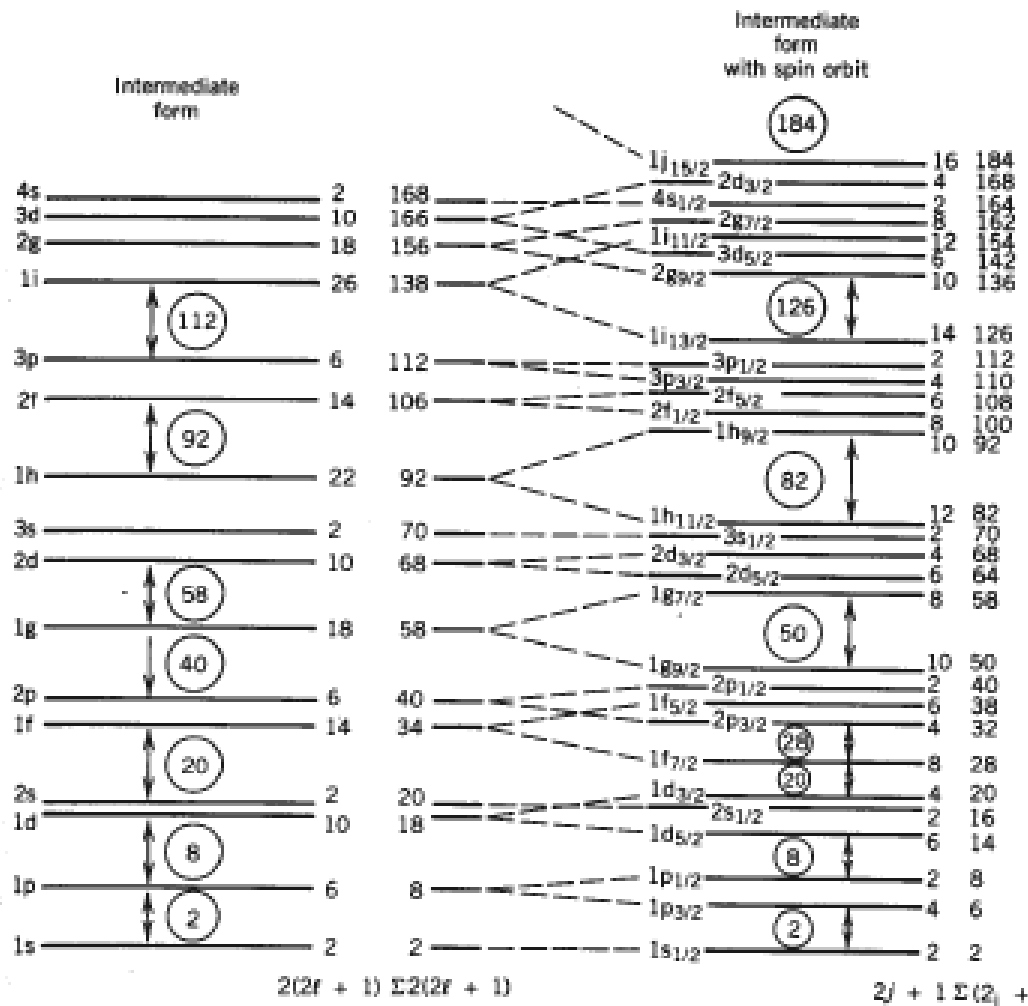 Intermediate
form
Intermediate
form
with spin orbit
184
4s 2 168
3d 10 166
2g 18 156
1i 26 138
112
3p 6 112
2f 14 106
92
1h 22 92
3s 2 70
2d 10 68
58
1g 18 58
40
2p 6 40
1f 14 34
20
2s 2 20
1d 10 18
8
1p 6 8
2
1s 2 2
2(2ℓ + 1) Σ2(2ℓ + 1)
1j15/2 16 184
2d3/2 4 168
4s1/2 2 164
2g7/2 8 162
1i11/2 12 154
3d5/2 6 142
2g9/2 10 136
126
1i13/2 14 126
3p1/2 2 112
3p3/2 4 110
2f5/2 6 108
2f1/2 8 100
1h9/2 10 92
82
1h11/2 12 82
3s1/2 2 70
2d3/2 4 68
2d5/2 6 64
1g7/2 8 58
50
1g9/2 10 50
2p1/2 2 40
1f5/2 6 38
2p3/2 4 32
28
1f7/2 8 28
20
1d3/2 4 20
2s1/2 2 16
1d5/2 6 14
8
1p1/2 2 8
1p3/2 4 6
2
1s1/2 2 2
2j + 1 Σ(2j +